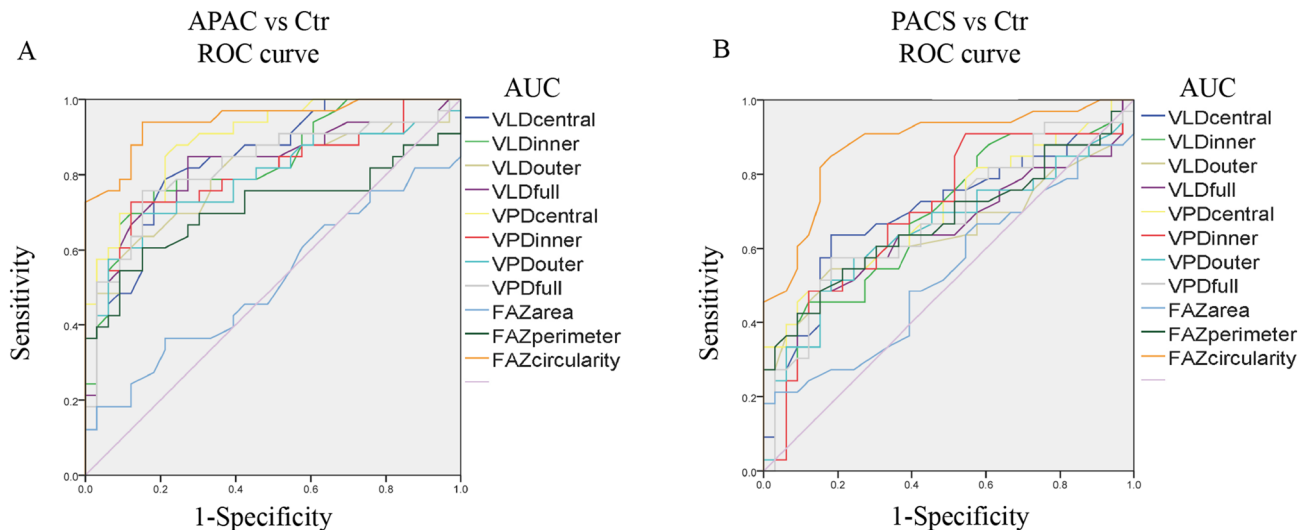 APAC vs Ctr
A
ROC curve
AUC
VLDcentral
VLDinner
VLDouter
VLDfull
VPDcentral
VPDinner
VPDouter
VPDfull
FAZarea
FAZperimeter
FAZcircularity
Sensitivity
1.0
0.8
0.6
0.4
0.2
0.0
0.0 0.2 0.4 0.6 0.8 1.0
1-Specificity
PACS vs Ctr
B
ROC curve
AUC
VLDcentral
VLDinner
VLDouter
VLDfull
VPDcentral
VPDinner
VPDouter
VPDfull
FAZarea
FAZperimeter
FAZcircularity
Sensitivity
1.0
0.8
0.6
0.4
0.2
0.0
0.0 0.2 0.4 0.6 0.8 1.0
1-Specificity